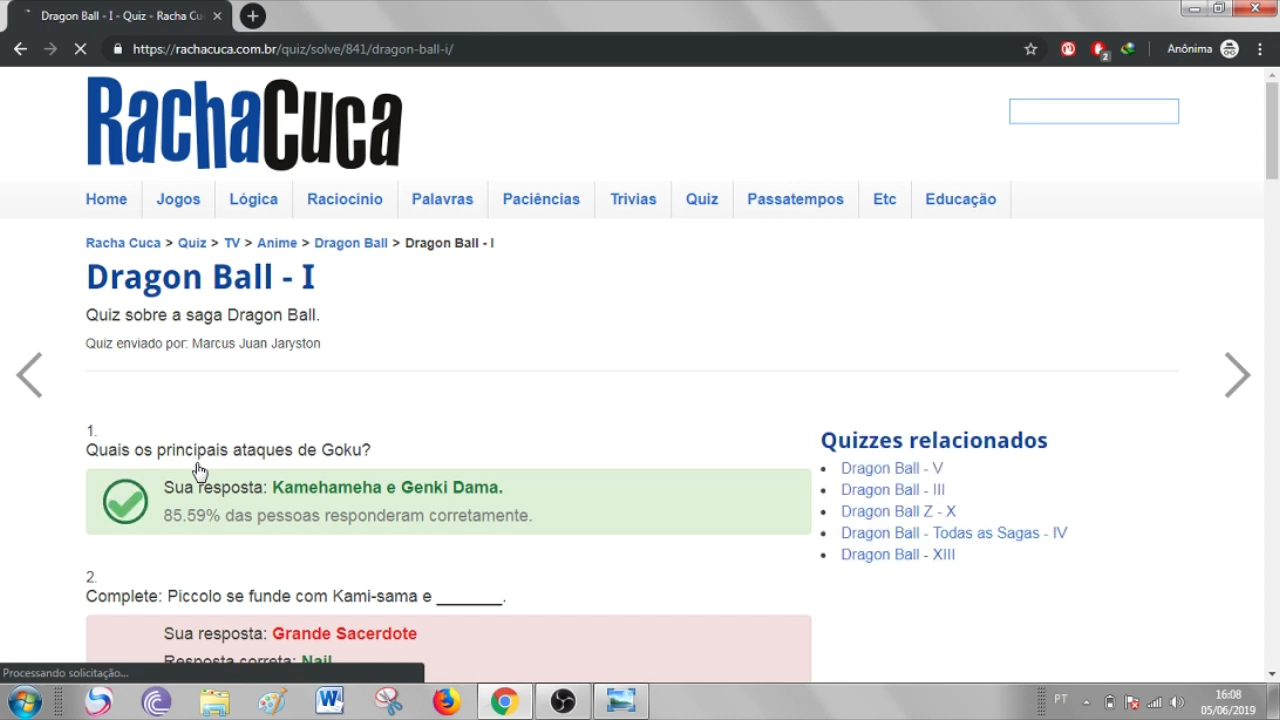 Dragon Ball - I - Quiz - Racha Cu
https://rachacuca.com.br/quiz/solve/841/dragon-ball-i/
2
Anônima
RachaCuca
Home Jogos Lógica Raciocínio Palavras Paciências Trivias Quiz Passatempos Etc Educação
Racha Cuca > Quiz > TV > Anime > Dragon Ball > Dragon Ball - I
Dragon Ball - I
Quiz sobre a saga Dragon Ball.
Quiz enviado por: Marcus Juan Jaryston
1.
Quais os principais ataques de Goku?
Sua resposta: Kamehameha e Genki Dama.
85.59% das pessoas responderam corretamente.
2.
Complete: Piccolo se funde com Kami-sama e _______.
Sua resposta: Grande Sacerdote
Resposta correta: Nail
Quizzes relacionados
Dragon Ball - V
Dragon Ball - III
Dragon Ball Z - X
Dragon Ball - Todas as Sagas - IV
Dragon Ball - XIII
Processando solicitação...
PT
16:08
05/06/2019